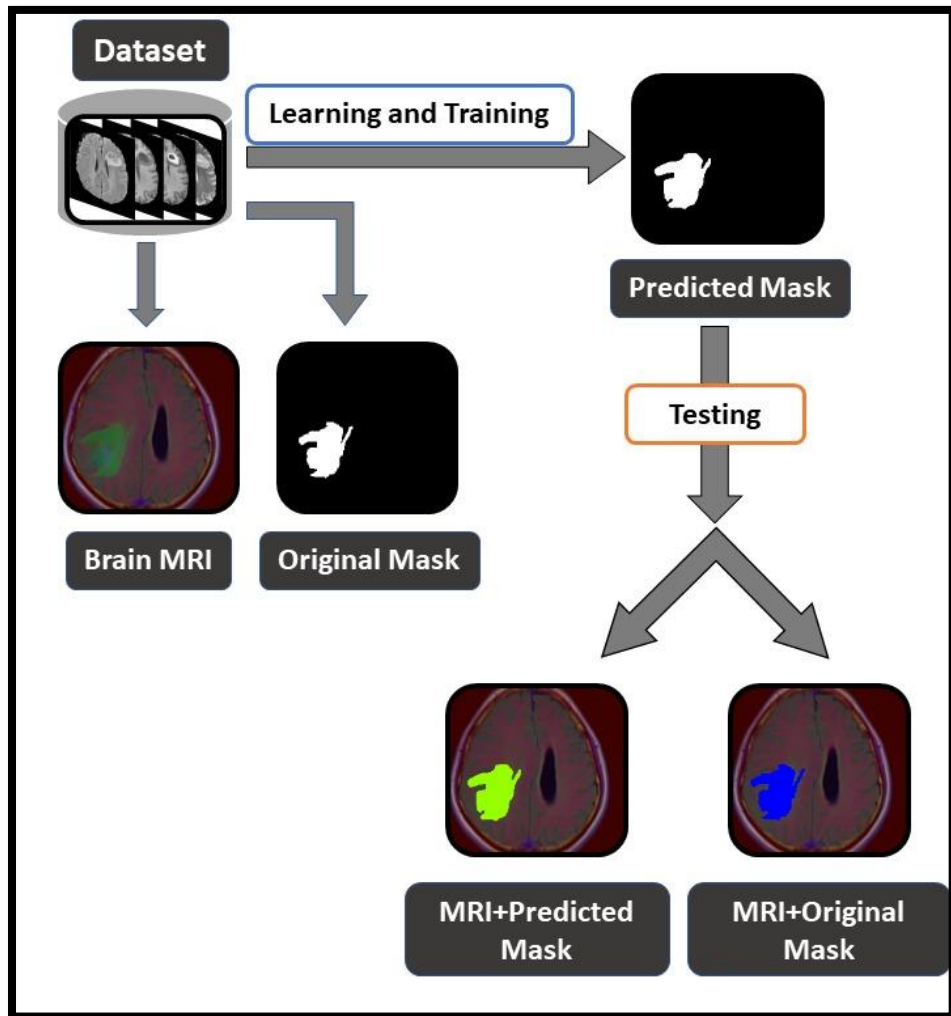 Dataset
Learning and Training
Predicted Mask
Testing
Brain MRI
Original Mask
MRI+Predicted
Mask
MRI+Original
Mask